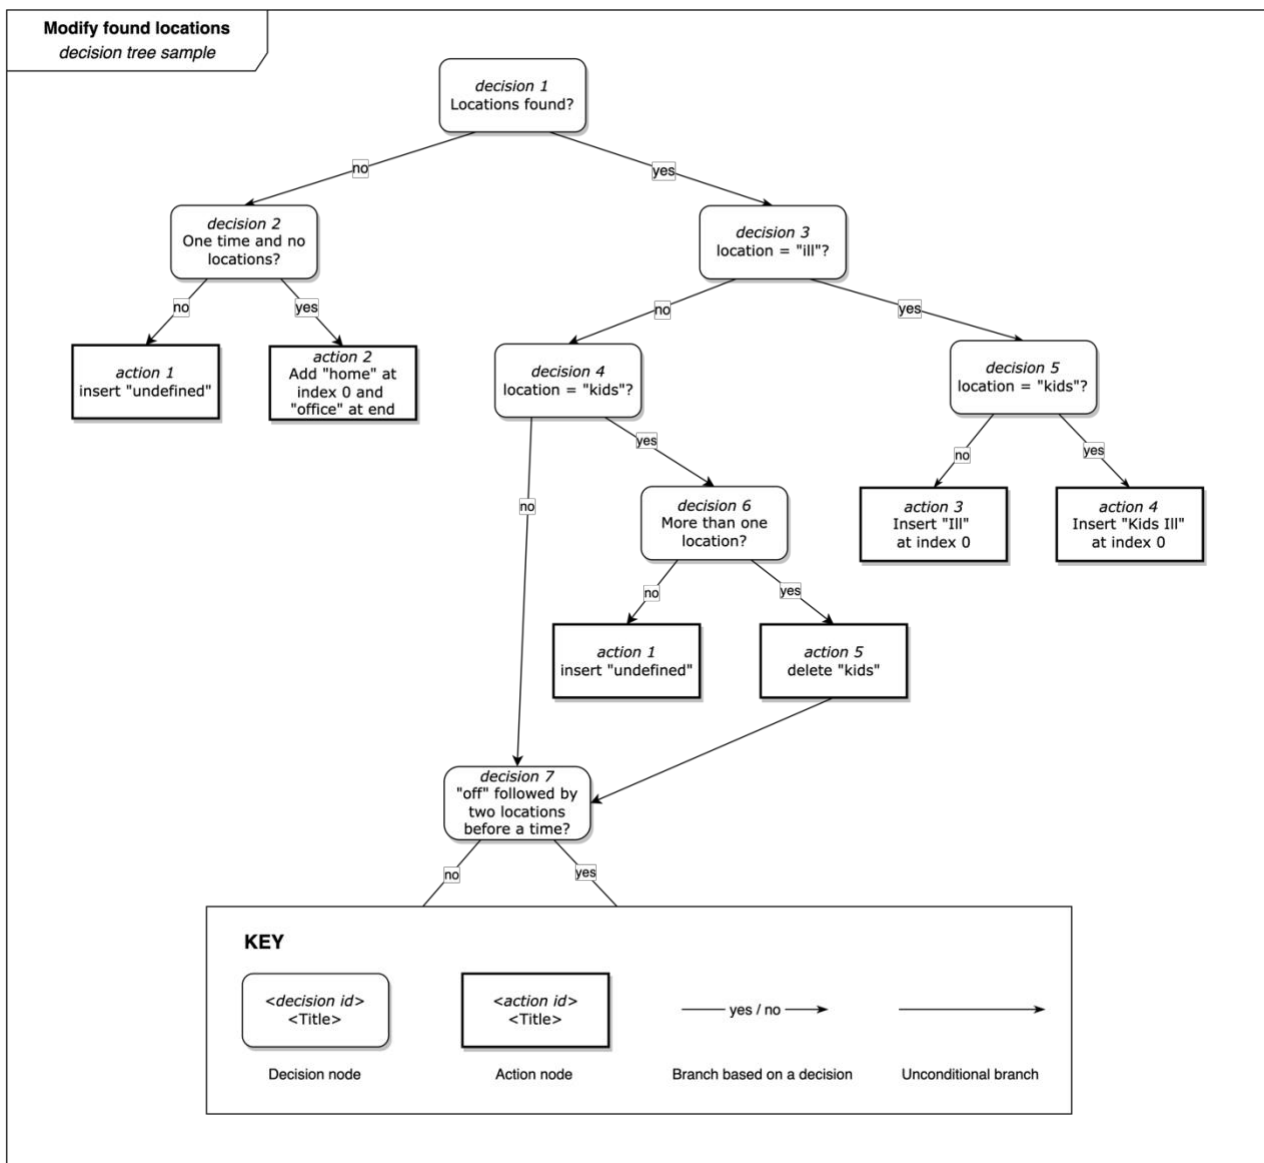 Modify found locations
decision tree sample
decision 1
Locations found?
no
yes
decision 2
One time and no
locations?
decision 3
location = "ill"?
no
yes
no
yes
action 1
insert "undefined"
action 2
Add "home" at
index 0 and
"office" at end
decision 4
location = "kids"?
decision 5
location = "kids"?
yes
no
yes
no
decision 6
More than one
location?
action 3
Insert "Ill"
at index 0
action 4
Insert "Kids Ill"
at index 0
no
yes
action 1
insert "undefined"
action 5
delete "kids"
decision 7
"off" followed by
two locations
before a time?
no
yes
KEY
<decision id>
<Title>
<action id>
<Title>
yes / no
Decision node
Action node
Branch based on a decision
Unconditional branch